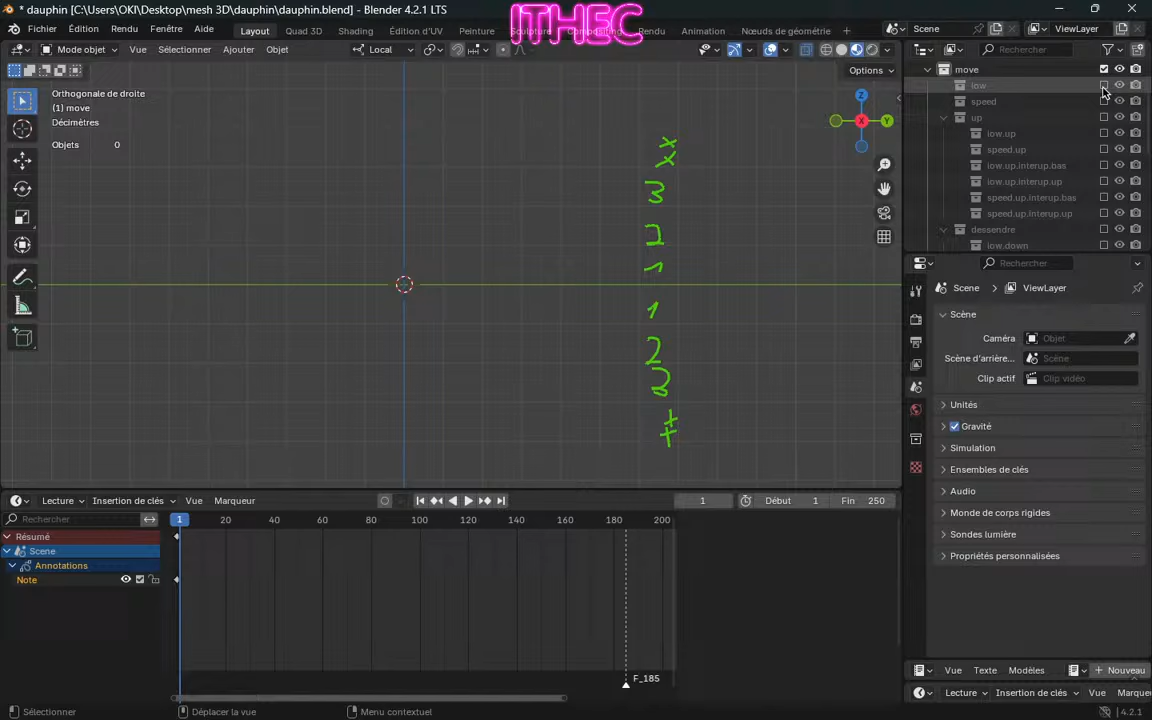 * dauphin [C:\Users\OKI\Desktop\mesh 3D\dauphin\dauphin.blend] - Blender 4.2.1 LTS
ITHEC
Fichier Édition Rendu Fenêtre Aide Layout Quad 3D Shading Édition d'UV Peinture Sculpture Compositing Rendu Animation Nœuds de géométrie Scene ViewLayer
Mode objet Vue Sélectionner Ajouter Objet Local Rechercher
Options
Orthogonale de droite
(1) move
Décimètres
Objets 0
Z
X
Y
x
x
3
2
1
1
2
3
+
+
move
low
speed
up
low.up
speed.up
low.up.interup.bas
low.up.interup.up
speed.up.interup.bas
speed.up.interup.up
dessendre
low.down
Rechercher
Scene > ViewLayer
Scène
Caméra Objet
Scène d'arrière... Scène
Clip actif Clip vidéo
Unités
Gravité
Simulation
Ensembles de clés
Audio
Monde de corps rigides
Sondes lumière
Propriétés personnalisées
Lecture Insertion de clés Vue Marqueur 1 Début 1 Fin 250
Rechercher
1 20 40 60 80 100 120 140 160 180 200
Résumé
Scene
Annotations
Note
F_185
Vue Texte Modèles + Nouveau
Lecture Insertion de clés Vue Marqu
Sélectionner Déplacer la vue Menu contextuel 4.2.1